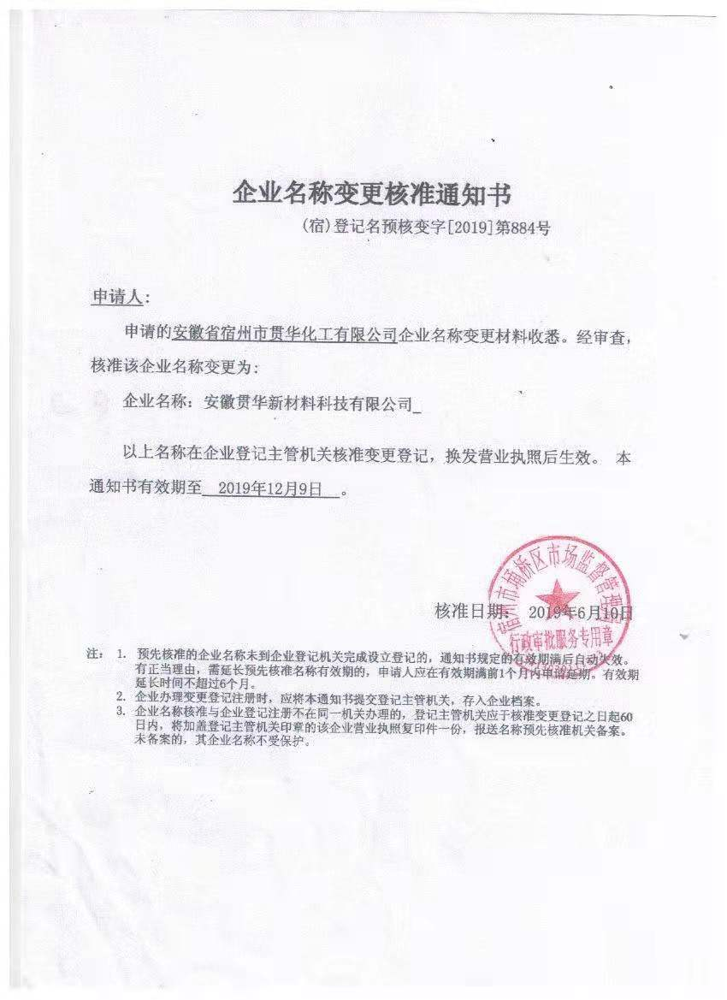 企业名称变更核准通知书
(宿)登记名预核变字[2019]第884号
申请人:
申请的安徽省宿州市贯华化工有限公司企业名称变更材料收悉。经审查,
核准该企业名称变更为:
企业名称: 安徽贯华新材料科技有限公司_
以上名称在企业登记主管机关核准变更登记, 换发营业执照后生效。 本
通知书有效期至 2019年12月9日 。
宿州市埇桥区市场监督管理局
核准日期: 2019年6月10日
行政审批服务专用章
注: 1. 预先核准的企业名称未到企业登记机关完成设立登记的, 通知书规定的有效期满后自动失效。
有正当理由, 需延长预先核准名称有效期的, 申请人应在有效期满前1个月内申请延期。有效期
延长时间不超过6个月。
2. 企业办理变更登记注册时, 应将本通知书提交登记主管机关, 存入企业档案。
3. 企业名称核准与企业登记注册不在同一机关办理的, 登记主管机关应于核准变更登记之日起60
日内, 将加盖登记主管机关印章的该企业营业执照复印件一份, 报送名称预先核准机关备案。
未备案的, 其企业名称不受保护。